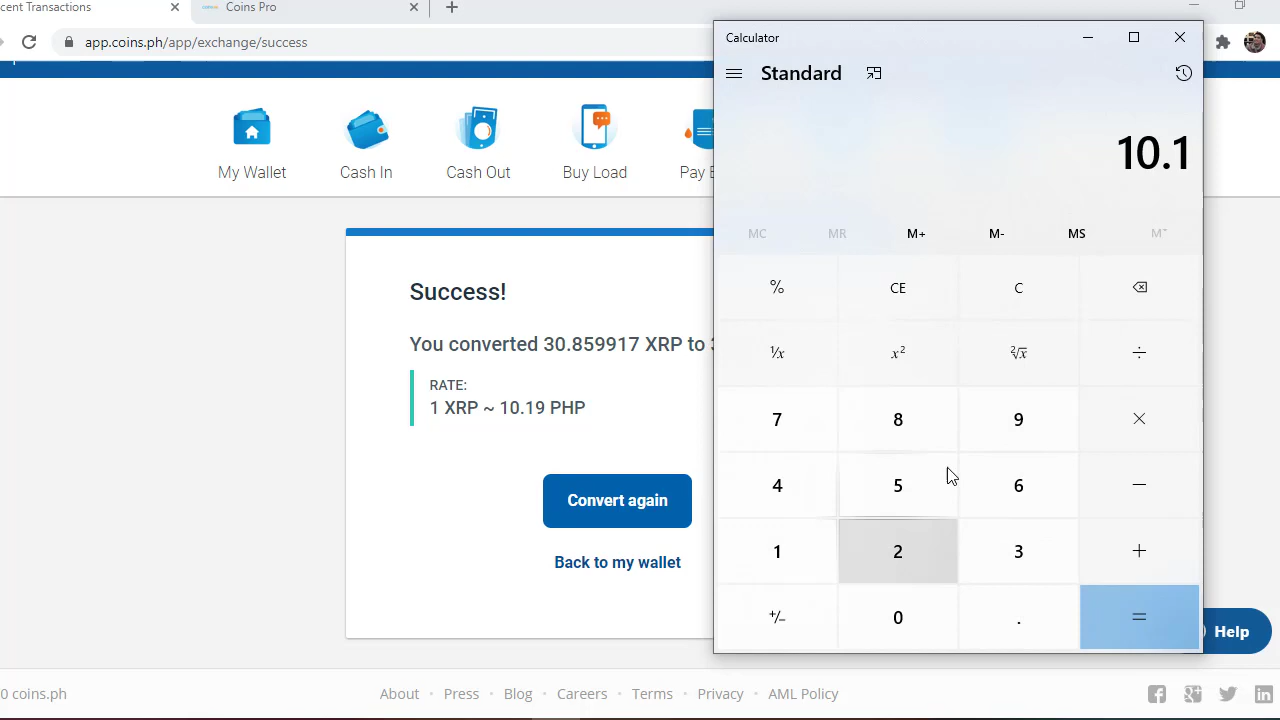 cent Transactions
Coins Pro
app.coins.ph/app/exchange/success
My Wallet
Cash In
Cash Out
Buy Load
Pay
Success!
You converted 30.859917 XRP to
RATE:
1 XRP ~ 10.19 PHP
Convert again
Back to my wallet
0 coins.ph
About • Press • Blog • Careers • Terms • Privacy • AML Policy
Help
Calculator
Standard
10.1
MC MR M+ M- MS M˅
% CE C
¹/x x² ²√x ÷
7 8 9 ×
4 5 6 −
1 2 3 +
+/− 0 . =